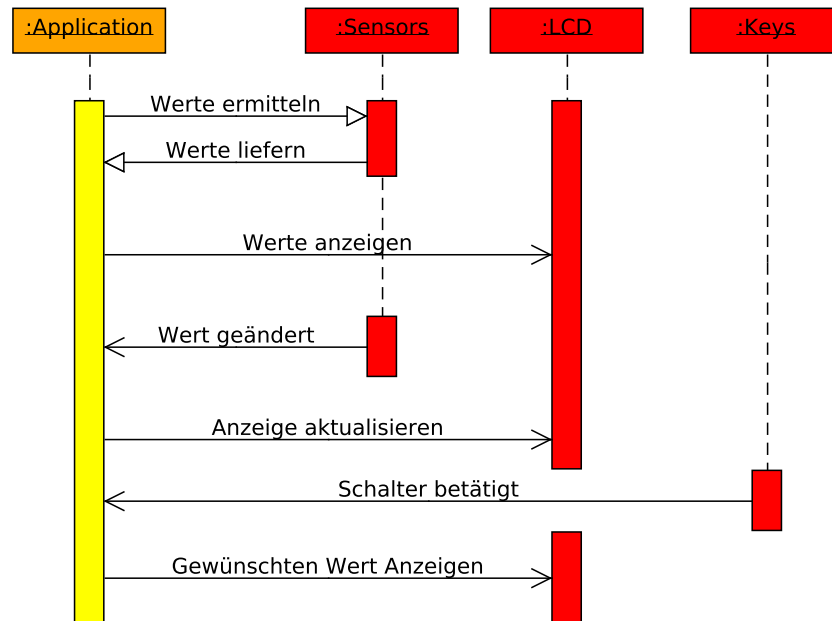 :Application
:Sensors
:LCD
:Keys
Werte ermitteln
Werte liefern
Werte anzeigen
Wert geändert
Anzeige aktualisieren
Schalter betätigt
Gewünschten Wert Anzeigen